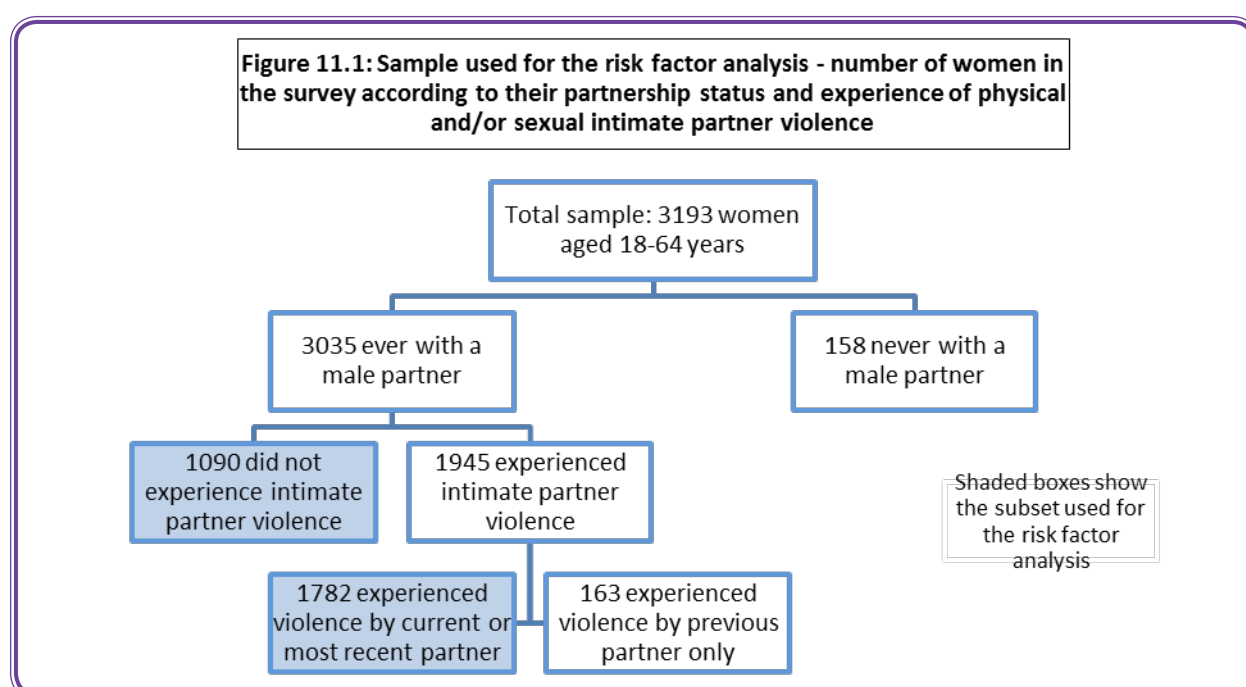 Figure 11.1: Sample used for the risk factor analysis - number of women in
the survey according to their partnership status and experience of physical
and/or sexual intimate partner violence
Total sample: 3193 women
aged 18-64 years
3035 ever with a
male partner
158 never with a
male partner
1090 did not
experience intimate
partner violence
1945 experienced
intimate partner
violence
Shaded boxes show
the subset used for
the risk factor
analysis
1782 experienced
violence by current or
most recent partner
163 experienced
violence by previous
partner only